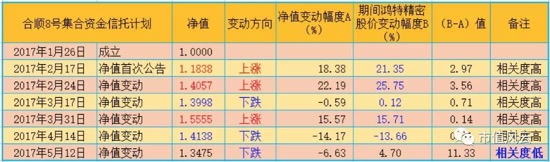 合顺8号集合资金信托计划 净值 变动方向 净值变动幅度A（%） 期间鸿特精密股价变动幅度B（%） （B-A）值 备注
2017年1月26日 成立 1.0000
2017年2月17日 净值首次公告 1.1838 上涨 18.38 21.35 2.97 相关度高
2017年2月24日 净值变动 1.4057 上涨 22.19 25.75 3.56 相关度高
2017年3月17日 净值变动 1.3998 下跌 -0.59 0.12 0.71 相关度高
2017年3月31日 净值变动 1.5555 上涨 15.57 15.71 0.14 相关度高
2017年4月14日 净值变动 1.4138 下跌 -14.17 -13.66 相关度高
2017年5月12日 净值变动 1.3475 下跌 -6.63 4.70 11.33 相关度低
市值风云